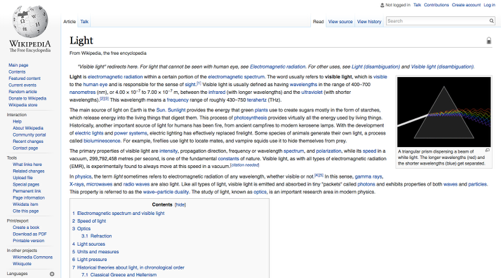 Not logged in Talk Contributions Create account Log in
WIKIPEDIA
The Free Encyclopedia
Article Talk
Read View source View history
Search
Main page
Contents
Featured content
Current events
Random article
Donate to Wikipedia
Wikipedia store
Interaction
Help
About Wikipedia
Community portal
Recent changes
Contact page
Tools
What links here
Related changes
Upload file
Special pages
Permanent link
Page information
Wikidata item
Cite this page
Print/export
Create a book
Download as PDF
Printable version
In other projects
Wikimedia Commons
Wikiquote
Languages
Light
From Wikipedia, the free encyclopedia
"Visible light" redirects here. For light that cannot be seen with human eye, see Electromagnetic radiation. For other uses, see Light (disambiguation) and Visible light (disambiguation).
Light is electromagnetic radiation within a certain portion of the electromagnetic spectrum. The word usually refers to visible light, which is visible
to the human eye and is responsible for the sense of sight.[1] Visible light is usually defined as having wavelengths in the range of 400–700
nanometres (nm), or 4.00 × 10⁻⁷ to 7.00 × 10⁻⁷ m, between the infrared (with longer wavelengths) and the ultraviolet (with shorter
wavelengths).[2][3] This wavelength means a frequency range of roughly 430–750 terahertz (THz).
The main source of light on Earth is the Sun. Sunlight provides the energy that green plants use to create sugars mostly in the form of starches,
which release energy into the living things that digest them. This process of photosynthesis provides virtually all the energy used by living things.
Historically, another important source of light for humans has been fire, from ancient campfires to modern kerosene lamps. With the development
of electric lights and power systems, electric lighting has effectively replaced firelight. Some species of animals generate their own light, a process
called bioluminescence. For example, fireflies use light to locate mates, and vampire squids use it to hide themselves from prey.
The primary properties of visible light are intensity, propagation direction, frequency or wavelength spectrum, and polarization, while its speed in a
vacuum, 299,792,458 metres per second, is one of the fundamental constants of nature. Visible light, as with all types of electromagnetic radiation
(EMR), is experimentally found to always move at this speed in a vacuum.[citation needed]
In physics, the term light sometimes refers to electromagnetic radiation of any wavelength, whether visible or not.[4][5] In this sense, gamma rays,
X-rays, microwaves and radio waves are also light. Like all types of light, visible light is emitted and absorbed in tiny "packets" called photons and exhibits properties of both waves and particles.
This property is referred to as the wave–particle duality. The study of light, known as optics, is an important research area in modern physics.
A triangular prism dispersing a beam
of white light. The longer wavelengths (red) and
the shorter wavelengths (blue) get separated.
Contents [hide]
1 Electromagnetic spectrum and visible light
2 Speed of light
3 Optics
3.1 Refraction
4 Light sources
5 Units and measures
6 Light pressure
7 Historical theories about light, in chronological order
7.1 Classical Greece and Hellenism